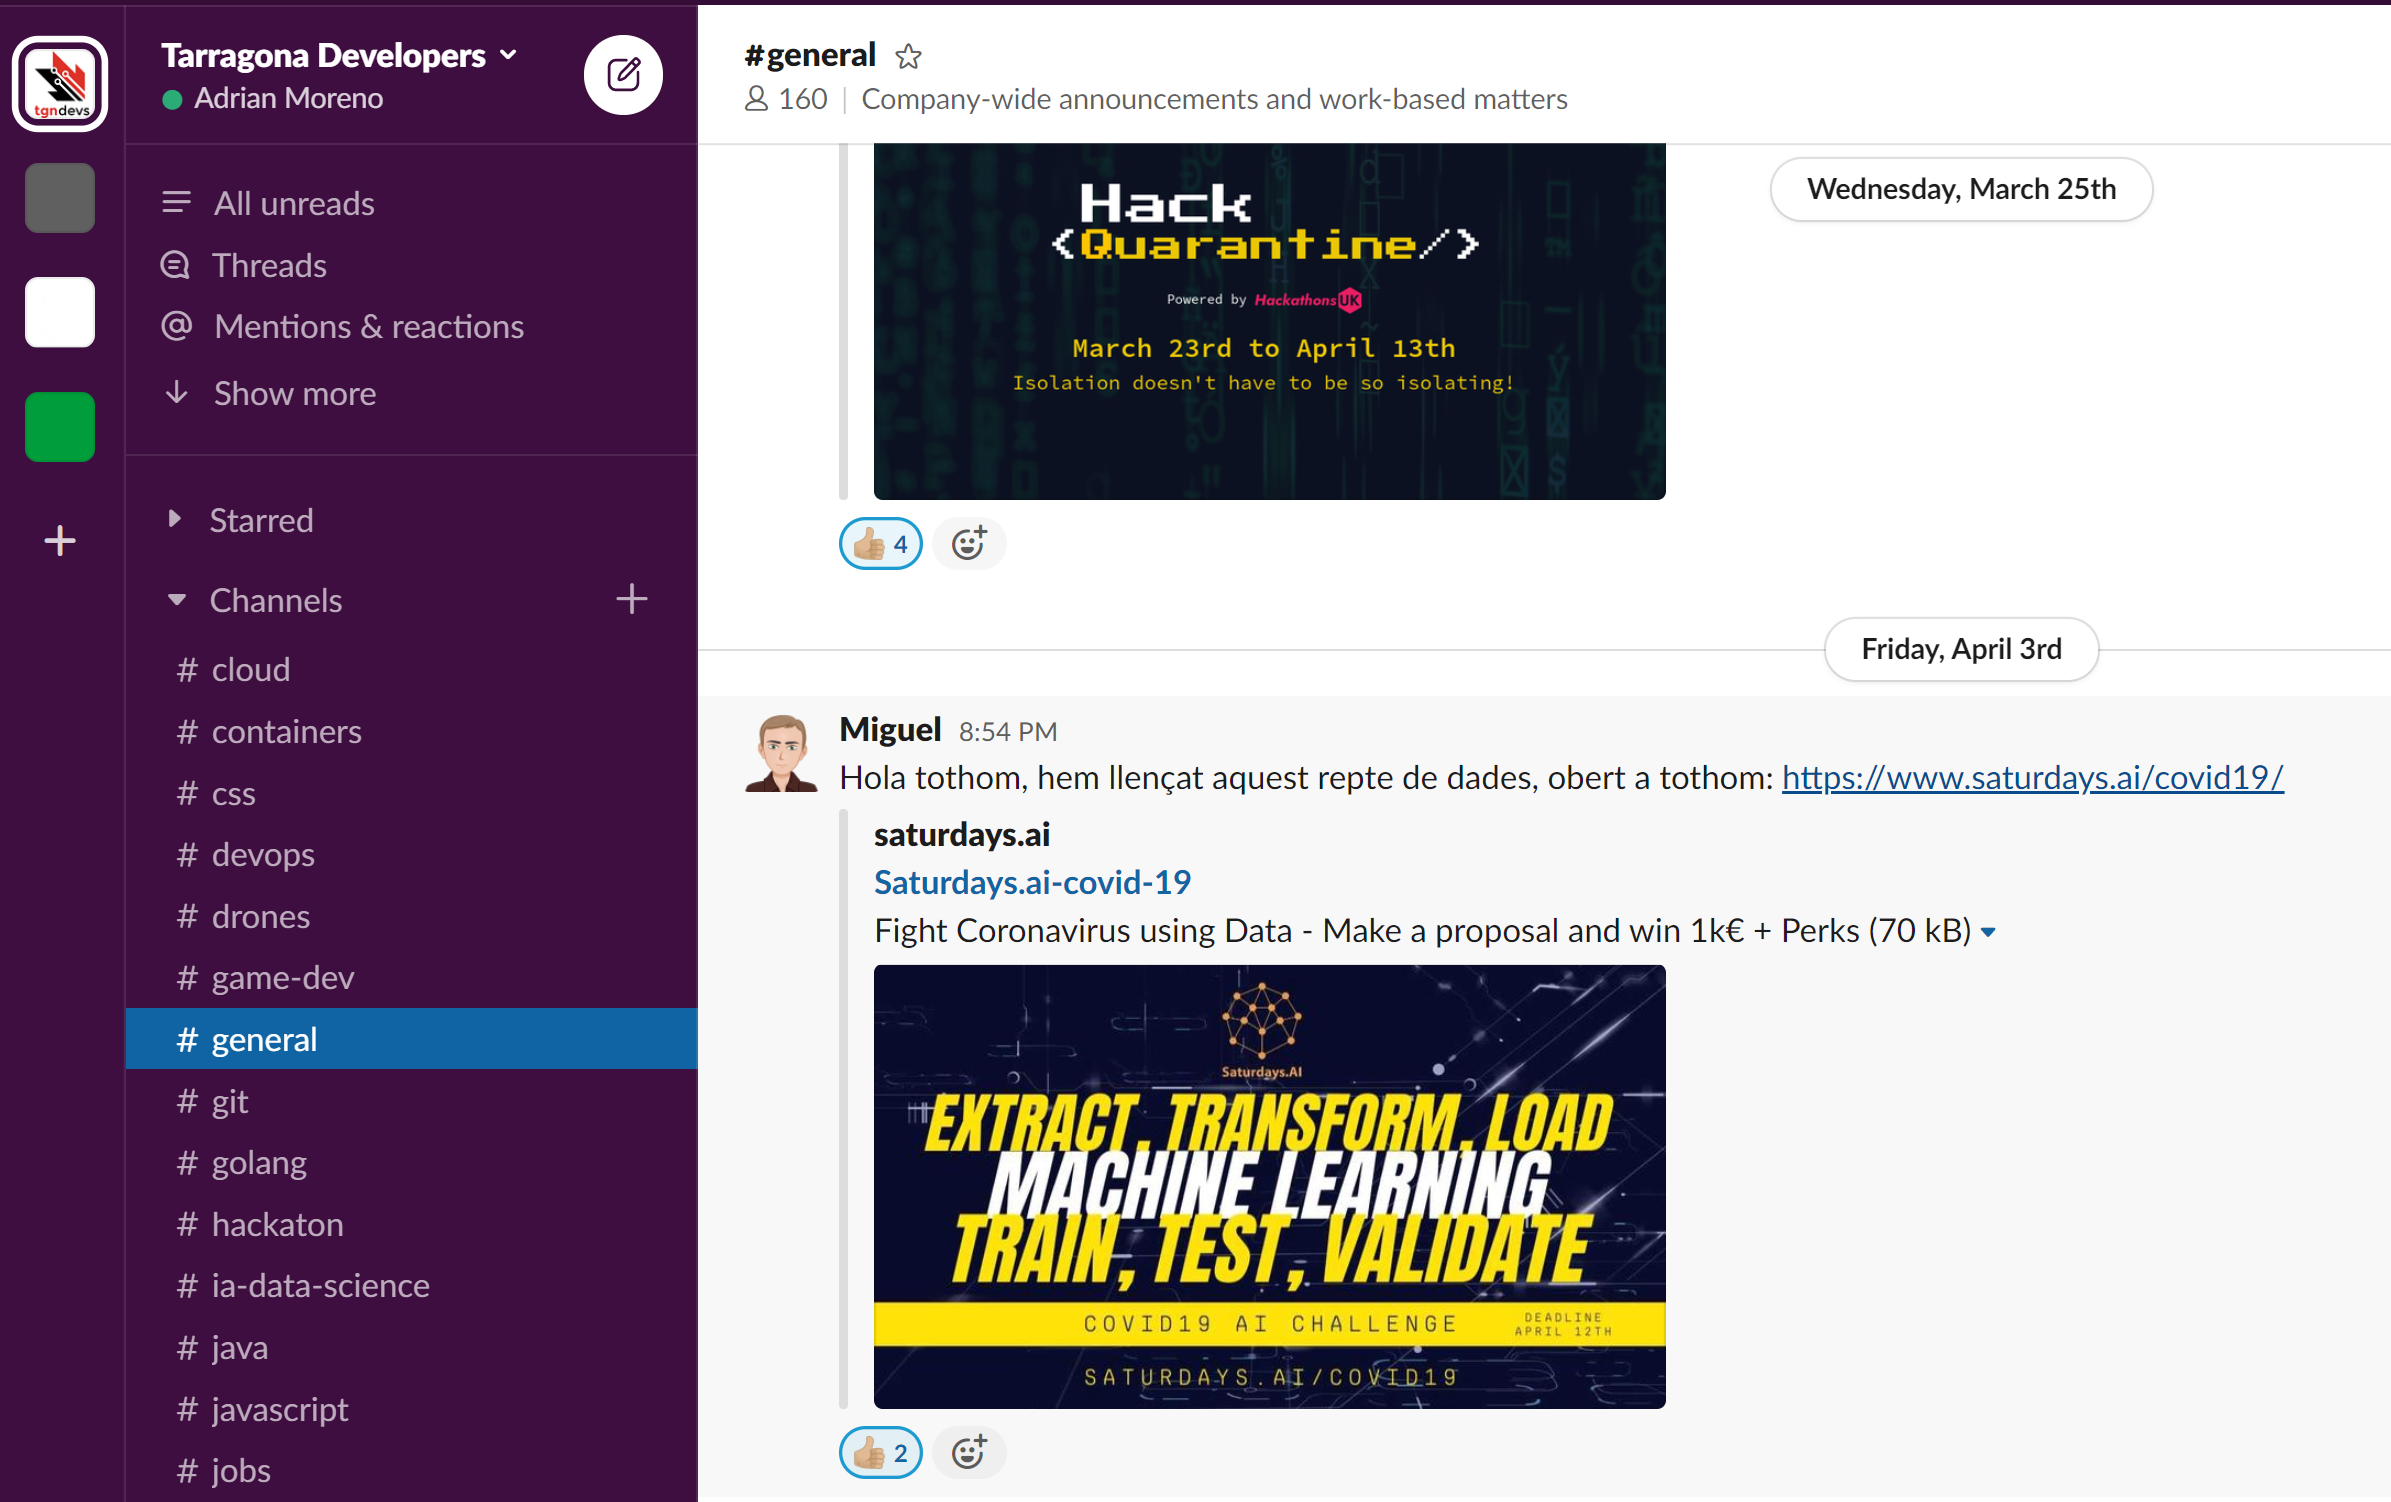 tgndevs
Tarragona Developers
Adrian Moreno
All unreads
Threads
Mentions & reactions
Show more
Starred
Channels
# cloud
# containers
# css
# devops
# drones
# game-dev
# general
# git
# golang
# hackaton
# ia-data-science
# java
# javascript
# jobs
#general
160 | Company-wide announcements and work-based matters
Wednesday, March 25th
Hack
<Quarantine/>
Powered by HackathonsUK
March 23rd to April 13th
Isolation doesn't have to be so isolating!
4
Friday, April 3rd
Miguel 8:54 PM
Hola tothom, hem llençat aquest repte de dades, obert a tothom: https://www.saturdays.ai/covid19/
saturdays.ai
Saturdays.ai-covid-19
Fight Coronavirus using Data - Make a proposal and win 1k€ + Perks (70 kB)
Saturdays.AI
EXTRACT, TRANSFORM, LOAD
MACHINE LEARNING
TRAIN, TEST, VALIDATE
COVID19 AI CHALLENGE
DEADLINE
APRIL 12TH
SATURDAYS.AI/COVID19
2